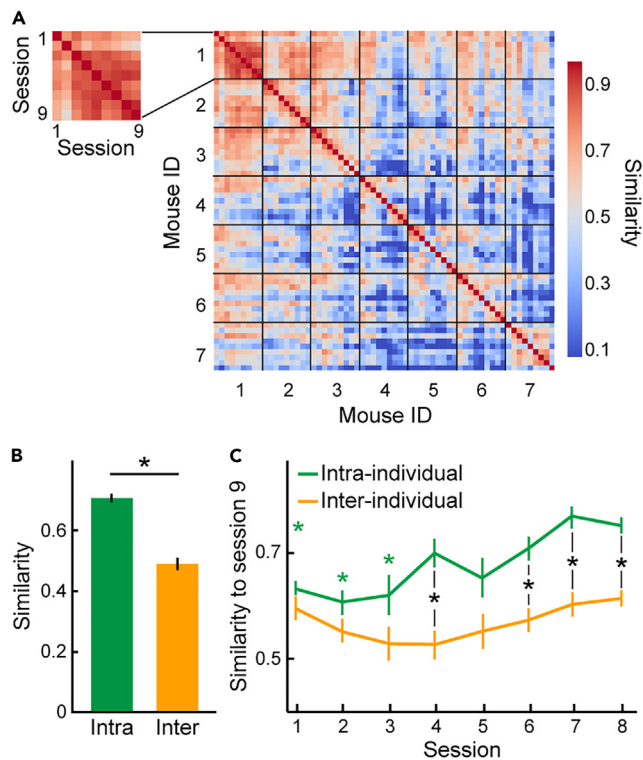 A
Session
1
9
1
9
Session
Mouse ID
1
2
3
4
5
6
7
1 2 3 4 5 6 7
Mouse ID
0.9
0.7
0.5
0.3
0.1
Similarity
B
*
Similarity
0.6
0.4
0.2
0
Intra Inter
C
Intra-individual
Inter-individual
Similarity to session 9
0.7
0.5
* * * * * * *
1 2 3 4 5 6 7 8
Session